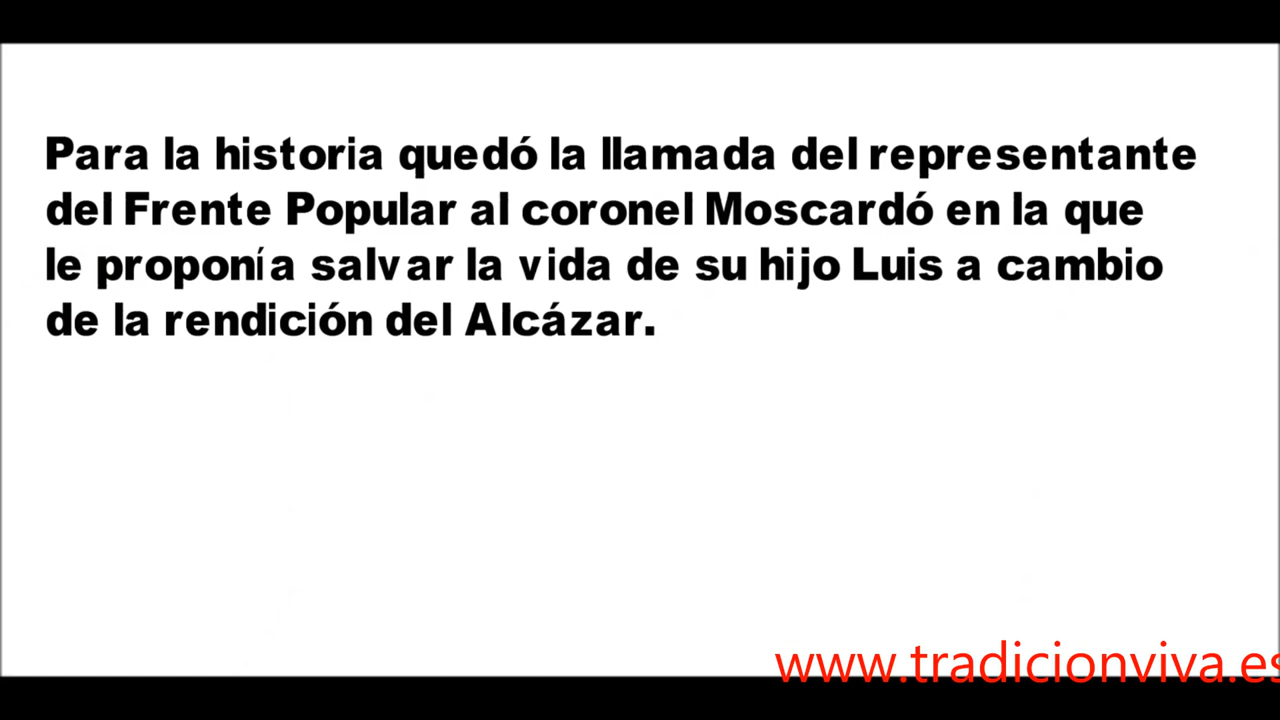 Para la historia quedó la llamada del representante
del Frente Popular al coronel Moscardó en la que
le proponía salvar la vida de su hijo Luis a cambio
de la rendición del Alcázar.
www.tradicionviva.es